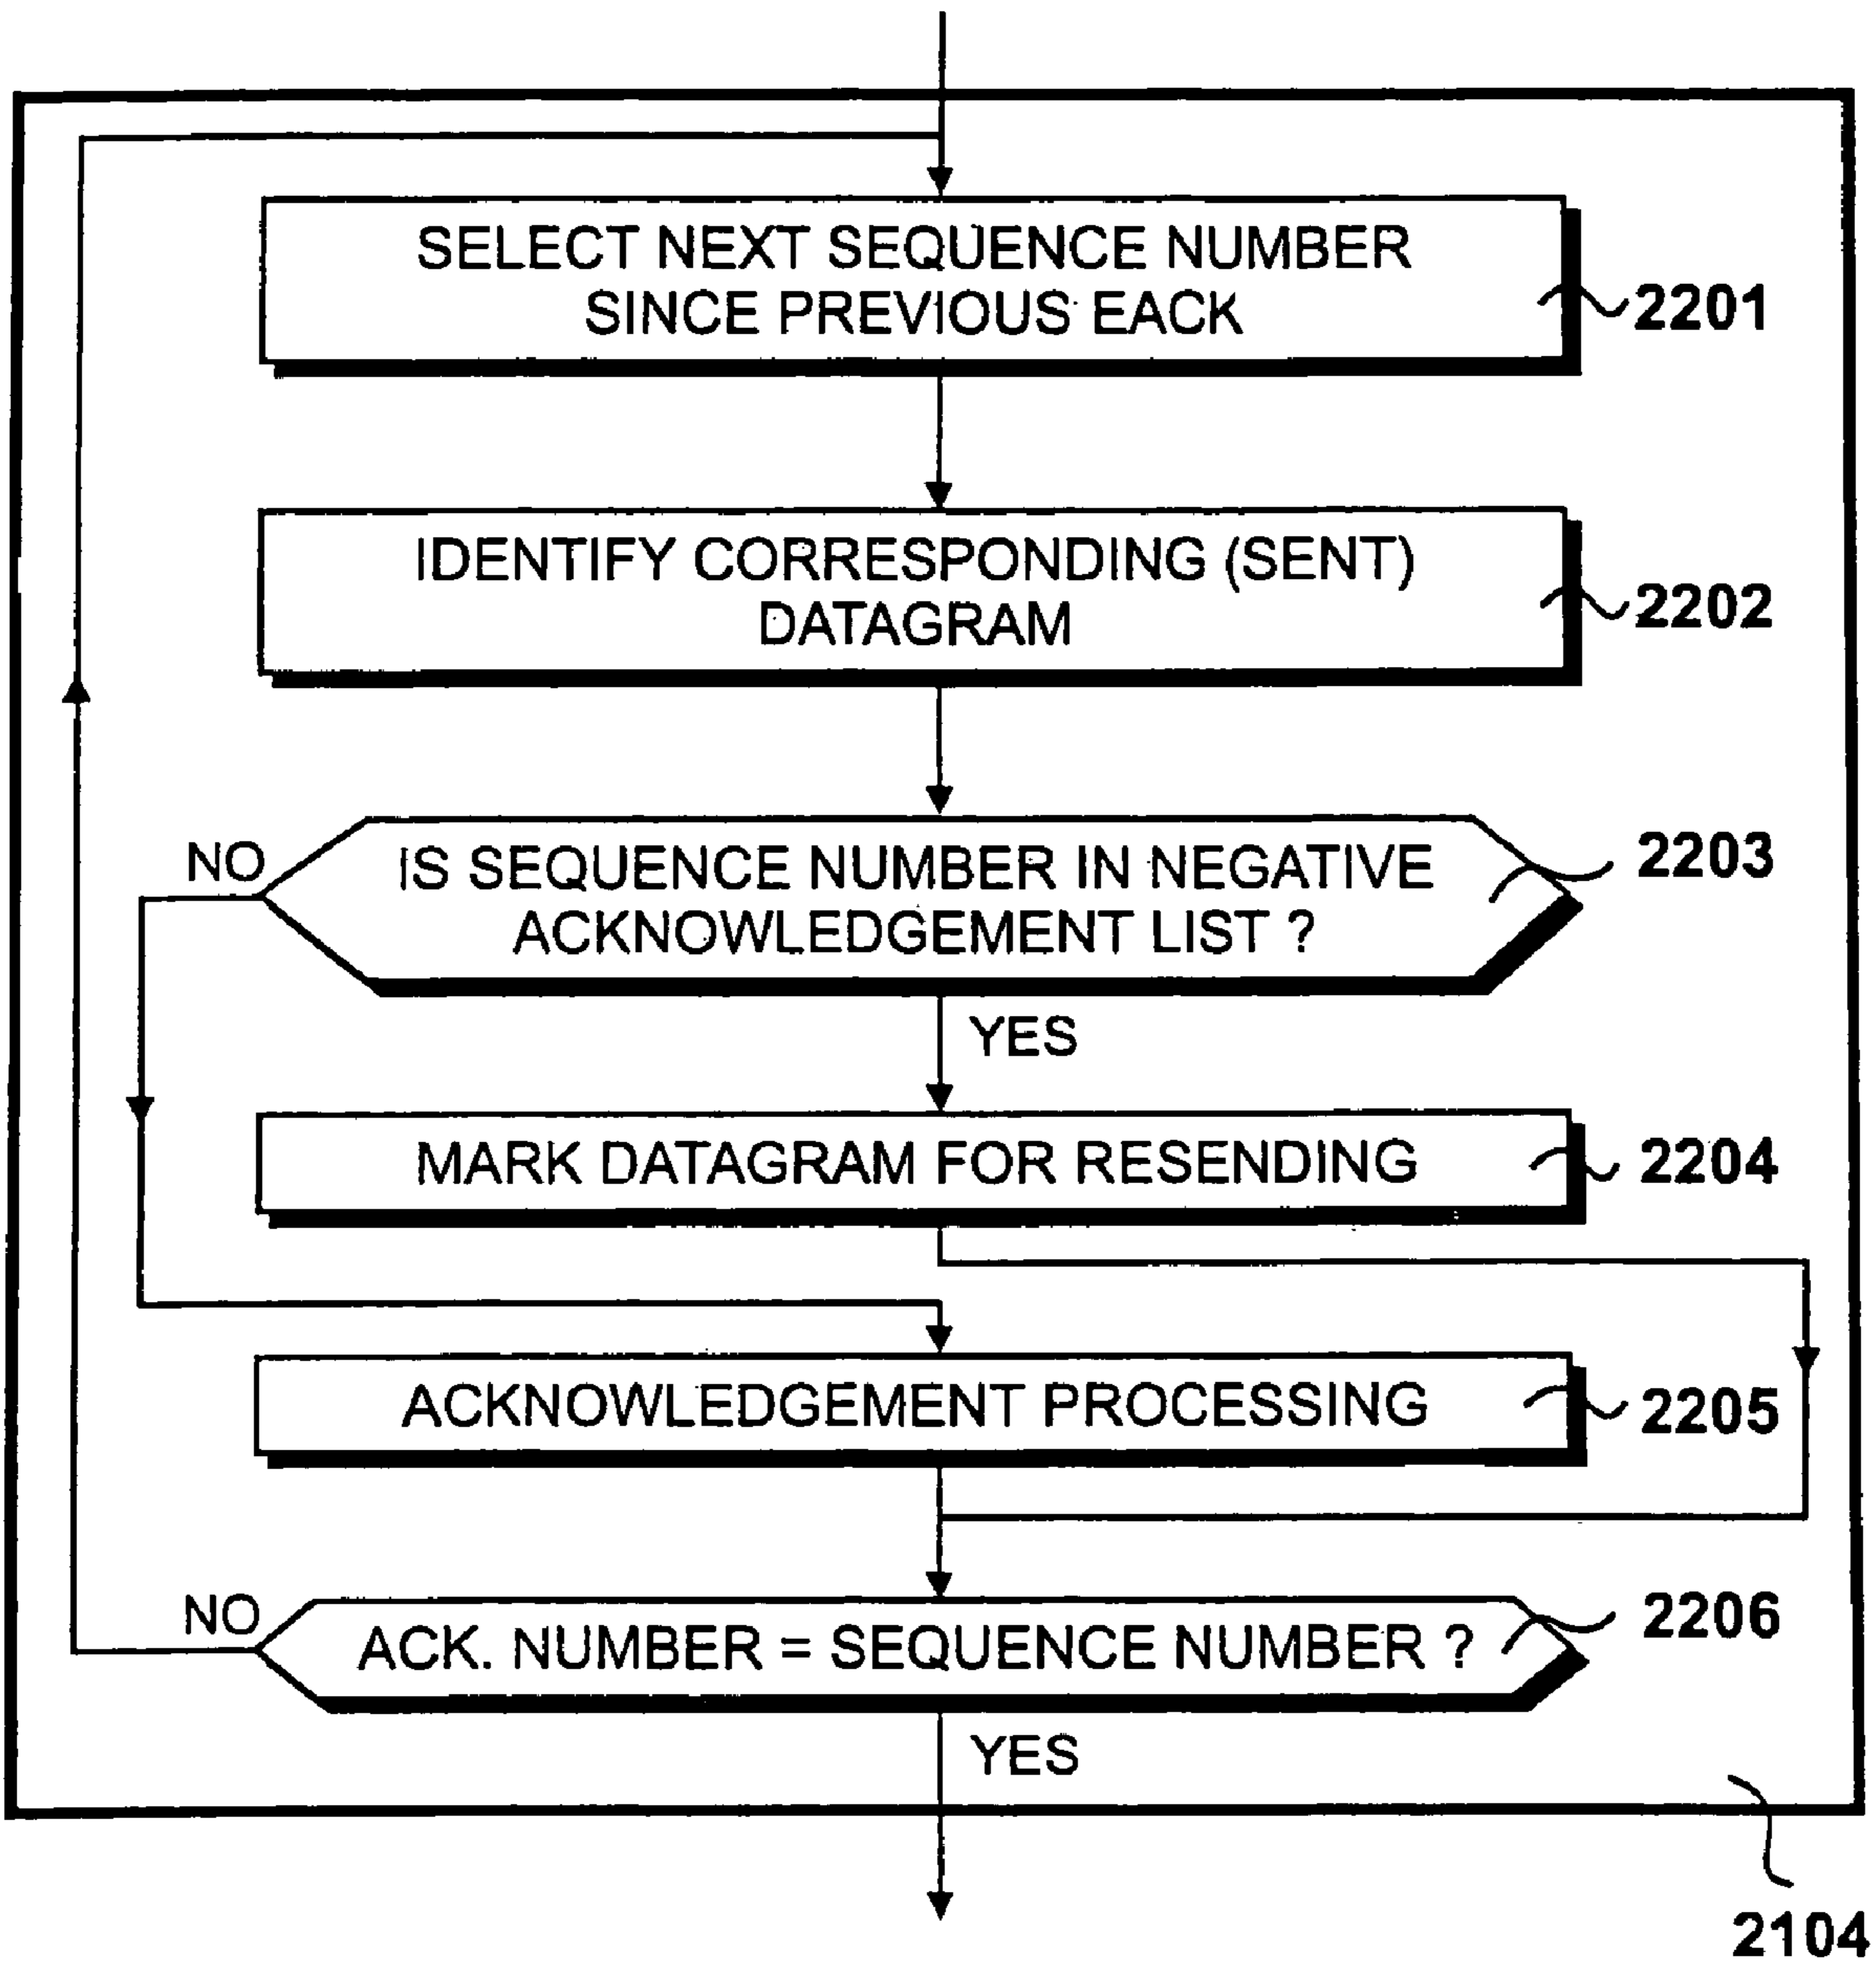 SELECT NEXT SEQUENCE NUMBER
SINCE PREVIOUS EACK
2201
IDENTIFY CORRESPONDING (SENT)
DATAGRAM
2202
NO
IS SEQUENCE NUMBER IN NEGATIVE
ACKNOWLEDGEMENT LIST ?
2203
YES
MARK DATAGRAM FOR RESENDING
2204
ACKNOWLEDGEMENT PROCESSING
2205
NO
ACK. NUMBER = SEQUENCE NUMBER ?
2206
YES
2104